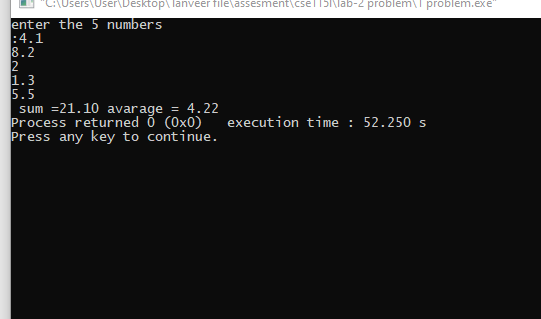 "C:\Users\User\Desktop\Tanveer file\assesment\cse115l\lab-2 problem\1 problem.exe"
enter the 5 numbers
:4.1
8.2
2
1.3
5.5
sum =21.10 avarage = 4.22
Process returned 0 (0x0)   execution time : 52.250 s
Press any key to continue.